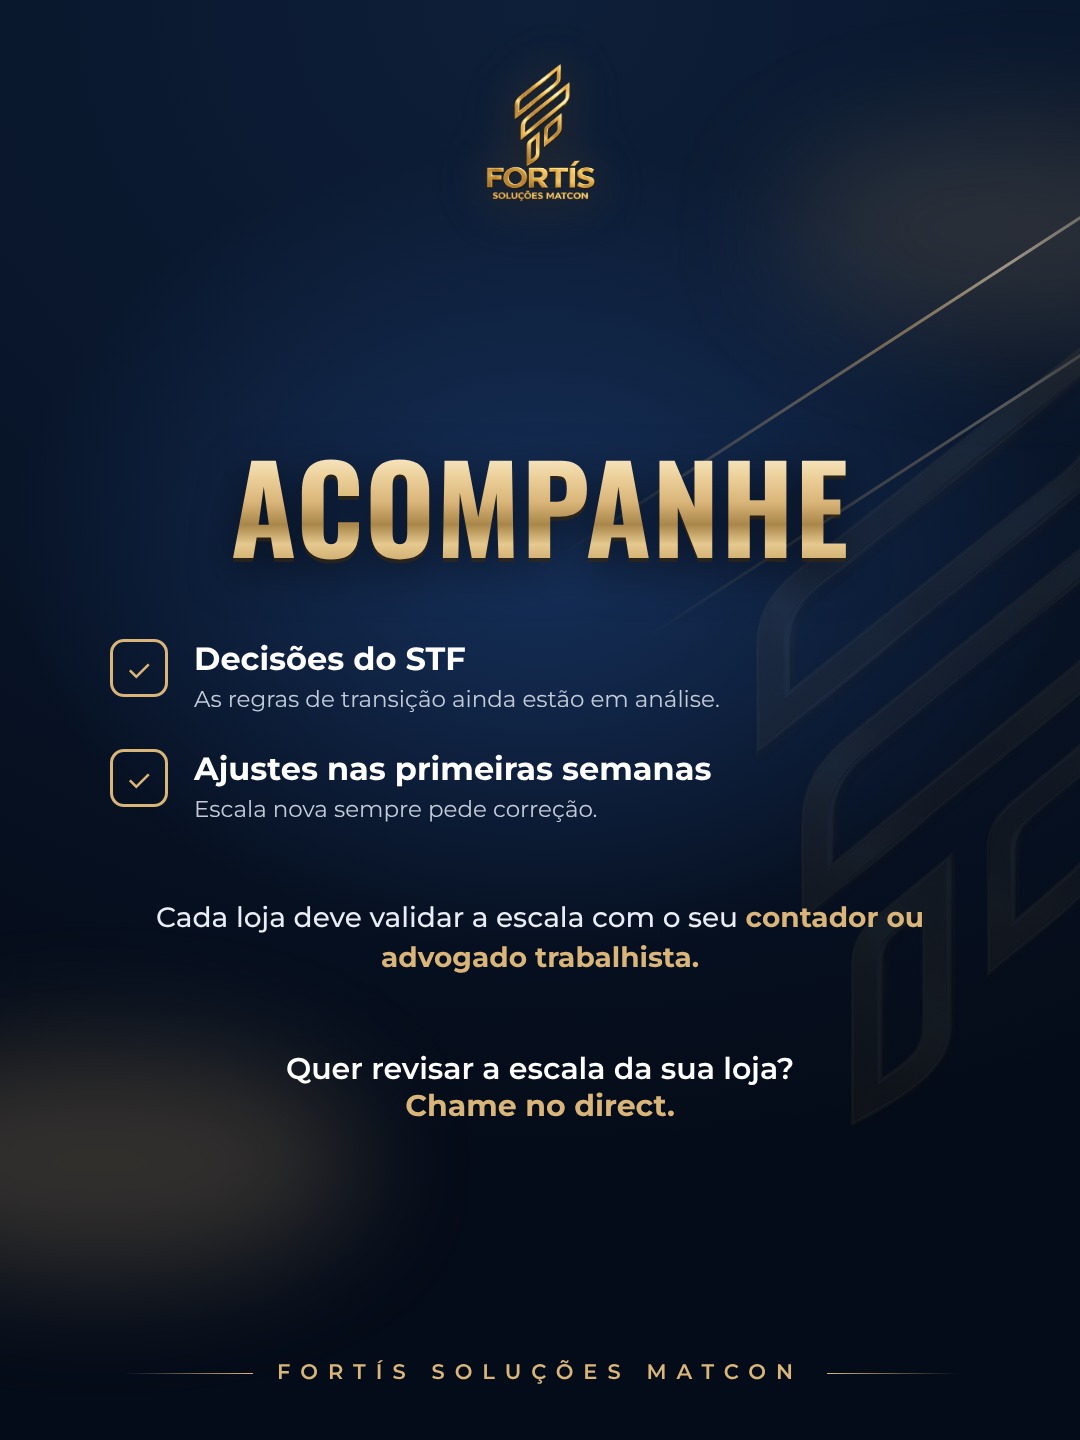 FORTÍS
SOLUÇÕES MATCON
ACOMPANHE
Decisões do STF
As regras de transição ainda estão em análise.
Ajustes nas primeiras semanas
Escala nova sempre pede correção.
Cada loja deve validar a escala com o seu contador ou
advogado trabalhista.
Quer revisar a escala da sua loja?
Chame no direct.
FORTÍS SOLUÇÕES MATCON